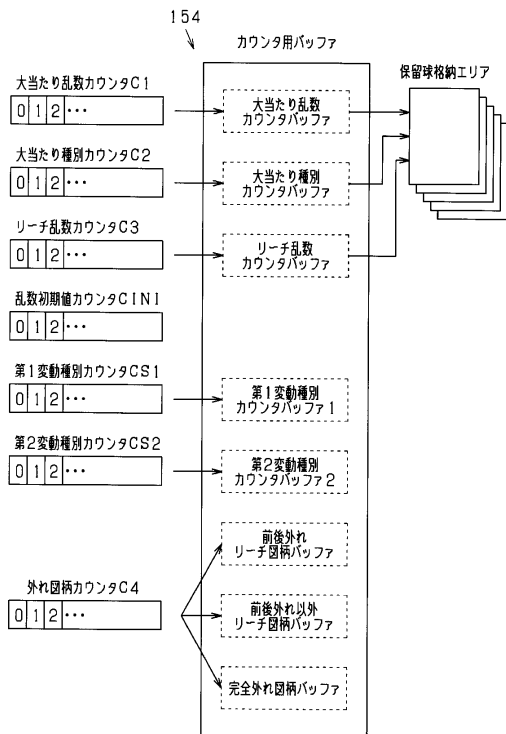 154
カウンタ用バッファ
保留球格納エリア
大当たり乱数カウンタC1
0 1 2 ・・・
大当たり乱数
カウンタバッファ
大当たり種別カウンタC2
0 1 2 ・・・
大当たり種別
カウンタバッファ
リーチ乱数カウンタC3
0 1 2 ・・・
リーチ乱数
カウンタバッファ
乱数初期値カウンタCINI
0 1 2 ・・・
第1変動種別カウンタCS1
0 1 2 ・・・
第1変動種別
カウンタバッファ1
第2変動種別カウンタCS2
0 1 2 ・・・
第2変動種別
カウンタバッファ2
前後外れ
リーチ図柄バッファ
外れ図柄カウンタC4
0 1 2 ・・・
前後外れ以外
リーチ図柄バッファ
完全外れ図柄バッファ